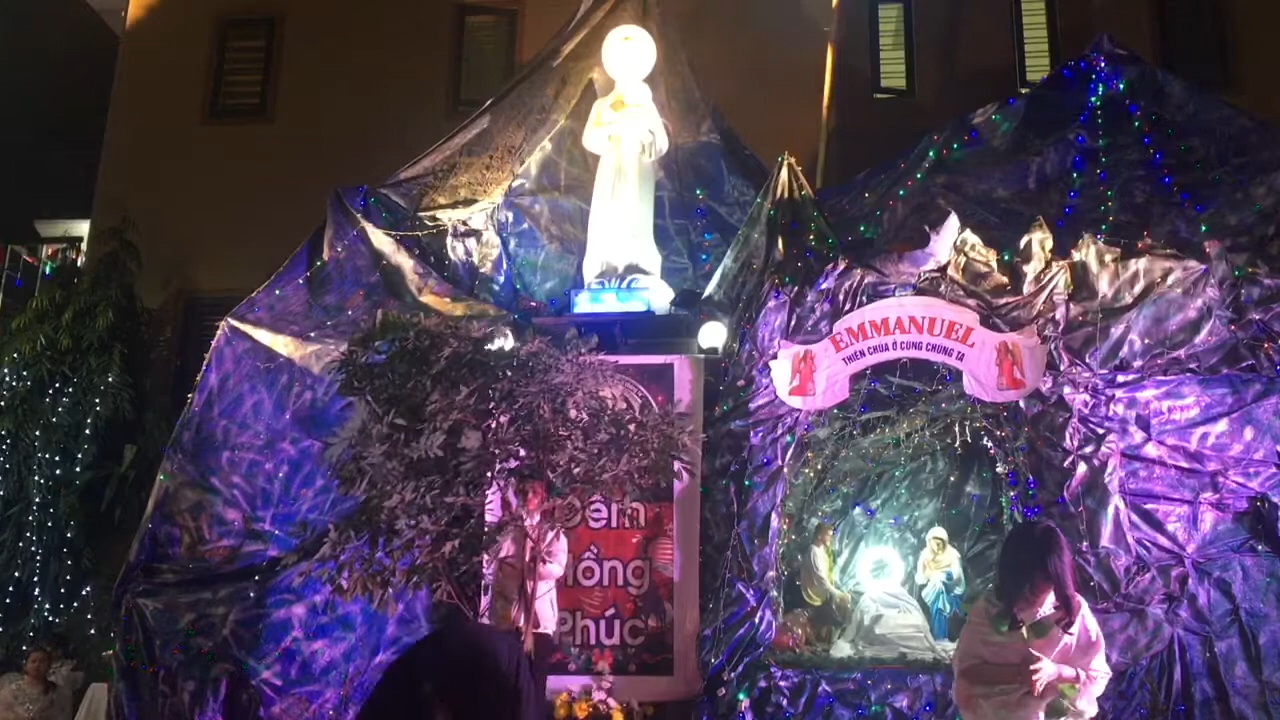 EMMANUEL
THIÊN CHÚA Ở CÙNG CHÚNG TA
Đêm
Hồng
Phúc